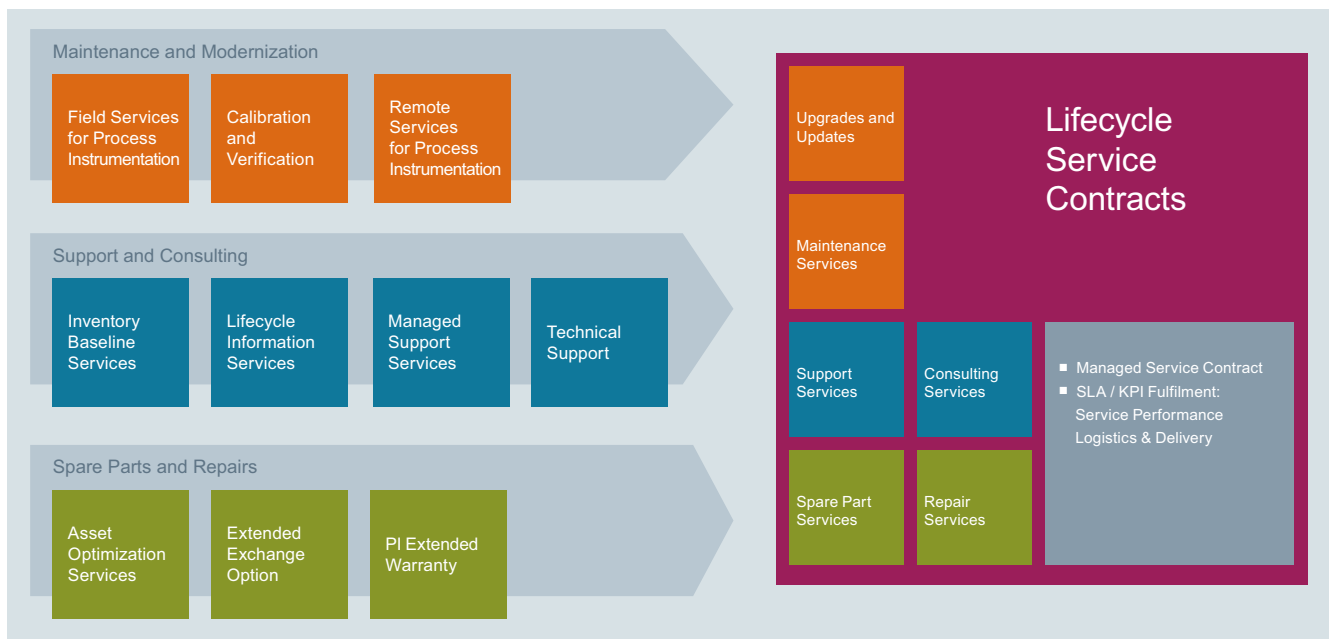 Maintenance and Modernization
Field Services
for Process
Instrumentation
Calibration
and
Verification
Remote
Services
for Process
Instrumentation
Support and Consulting
Inventory
Baseline
Services
Lifecycle
Information
Services
Managed
Support
Services
Technical
Support
Spare Parts and Repairs
Asset
Optimization
Services
Extended
Exchange
Option
PI Extended
Warranty
Lifecycle
Service
Contracts
Upgrades and
Updates
Maintenance
Services
Support
Services
Consulting
Services
Spare Part
Services
Repair
Services
■ Managed Service Contract
■ SLA / KPI Fulfilment:
Service Performance
Logistics & Delivery